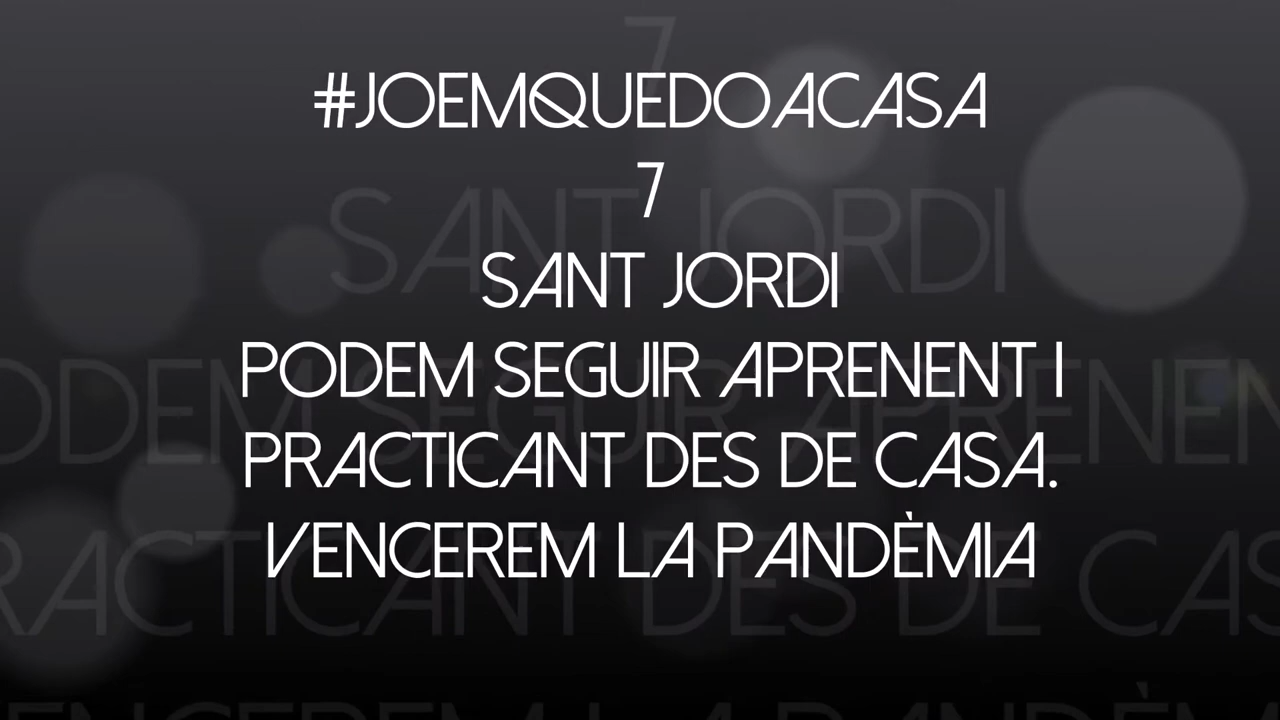 #JOEMQUEDOACASA
7
SANT JORDI
PODEM SEGUIR APRENENT I
PRACTICANT DES DE CASA.
VENCEREM LA PANDÈMIA